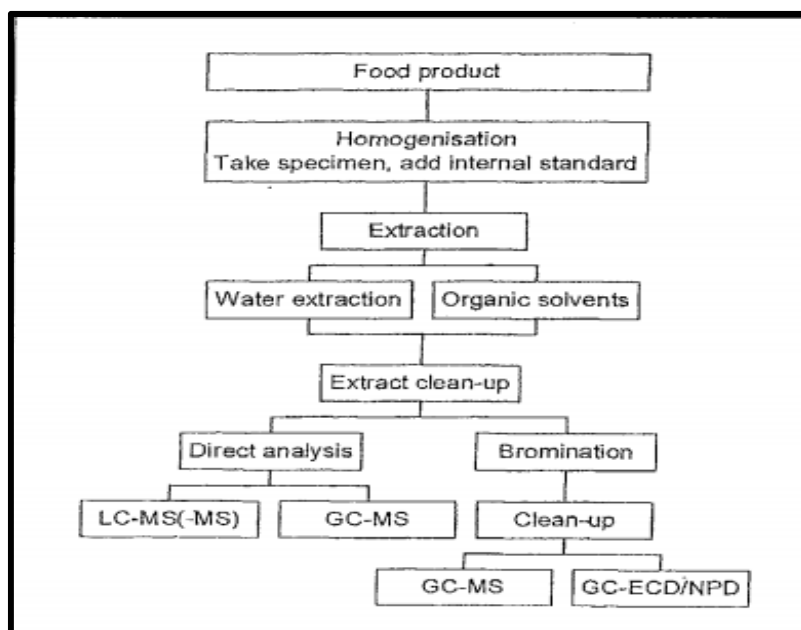 Food product
Homogenisation
Take specimen, add internal standard
Extraction
Water extraction
Organic solvents
Extract clean-up
Direct analysis
Bromination
LC-MS(-MS)
GC-MS
Clean-up
GC-MS
GC-ECD/NPD